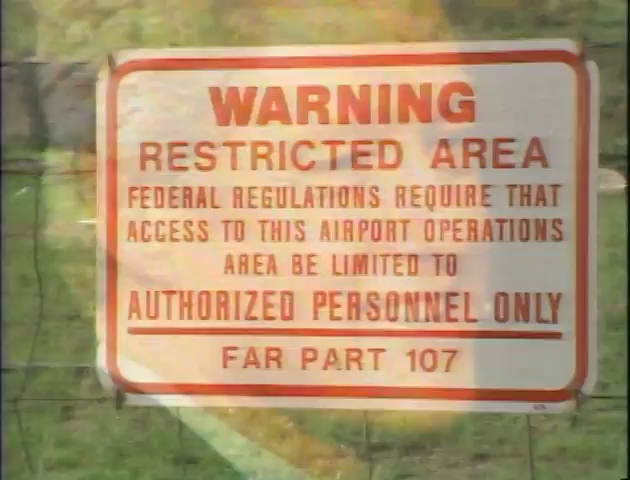 WARNING
RESTRICTED AREA
FEDERAL REGULATIONS REQUIRE THAT
ACCESS TO THIS AIRPORT OPERATIONS
AREA BE LIMITED TO
AUTHORIZED PERSONNEL ONLY
FAR PART 107